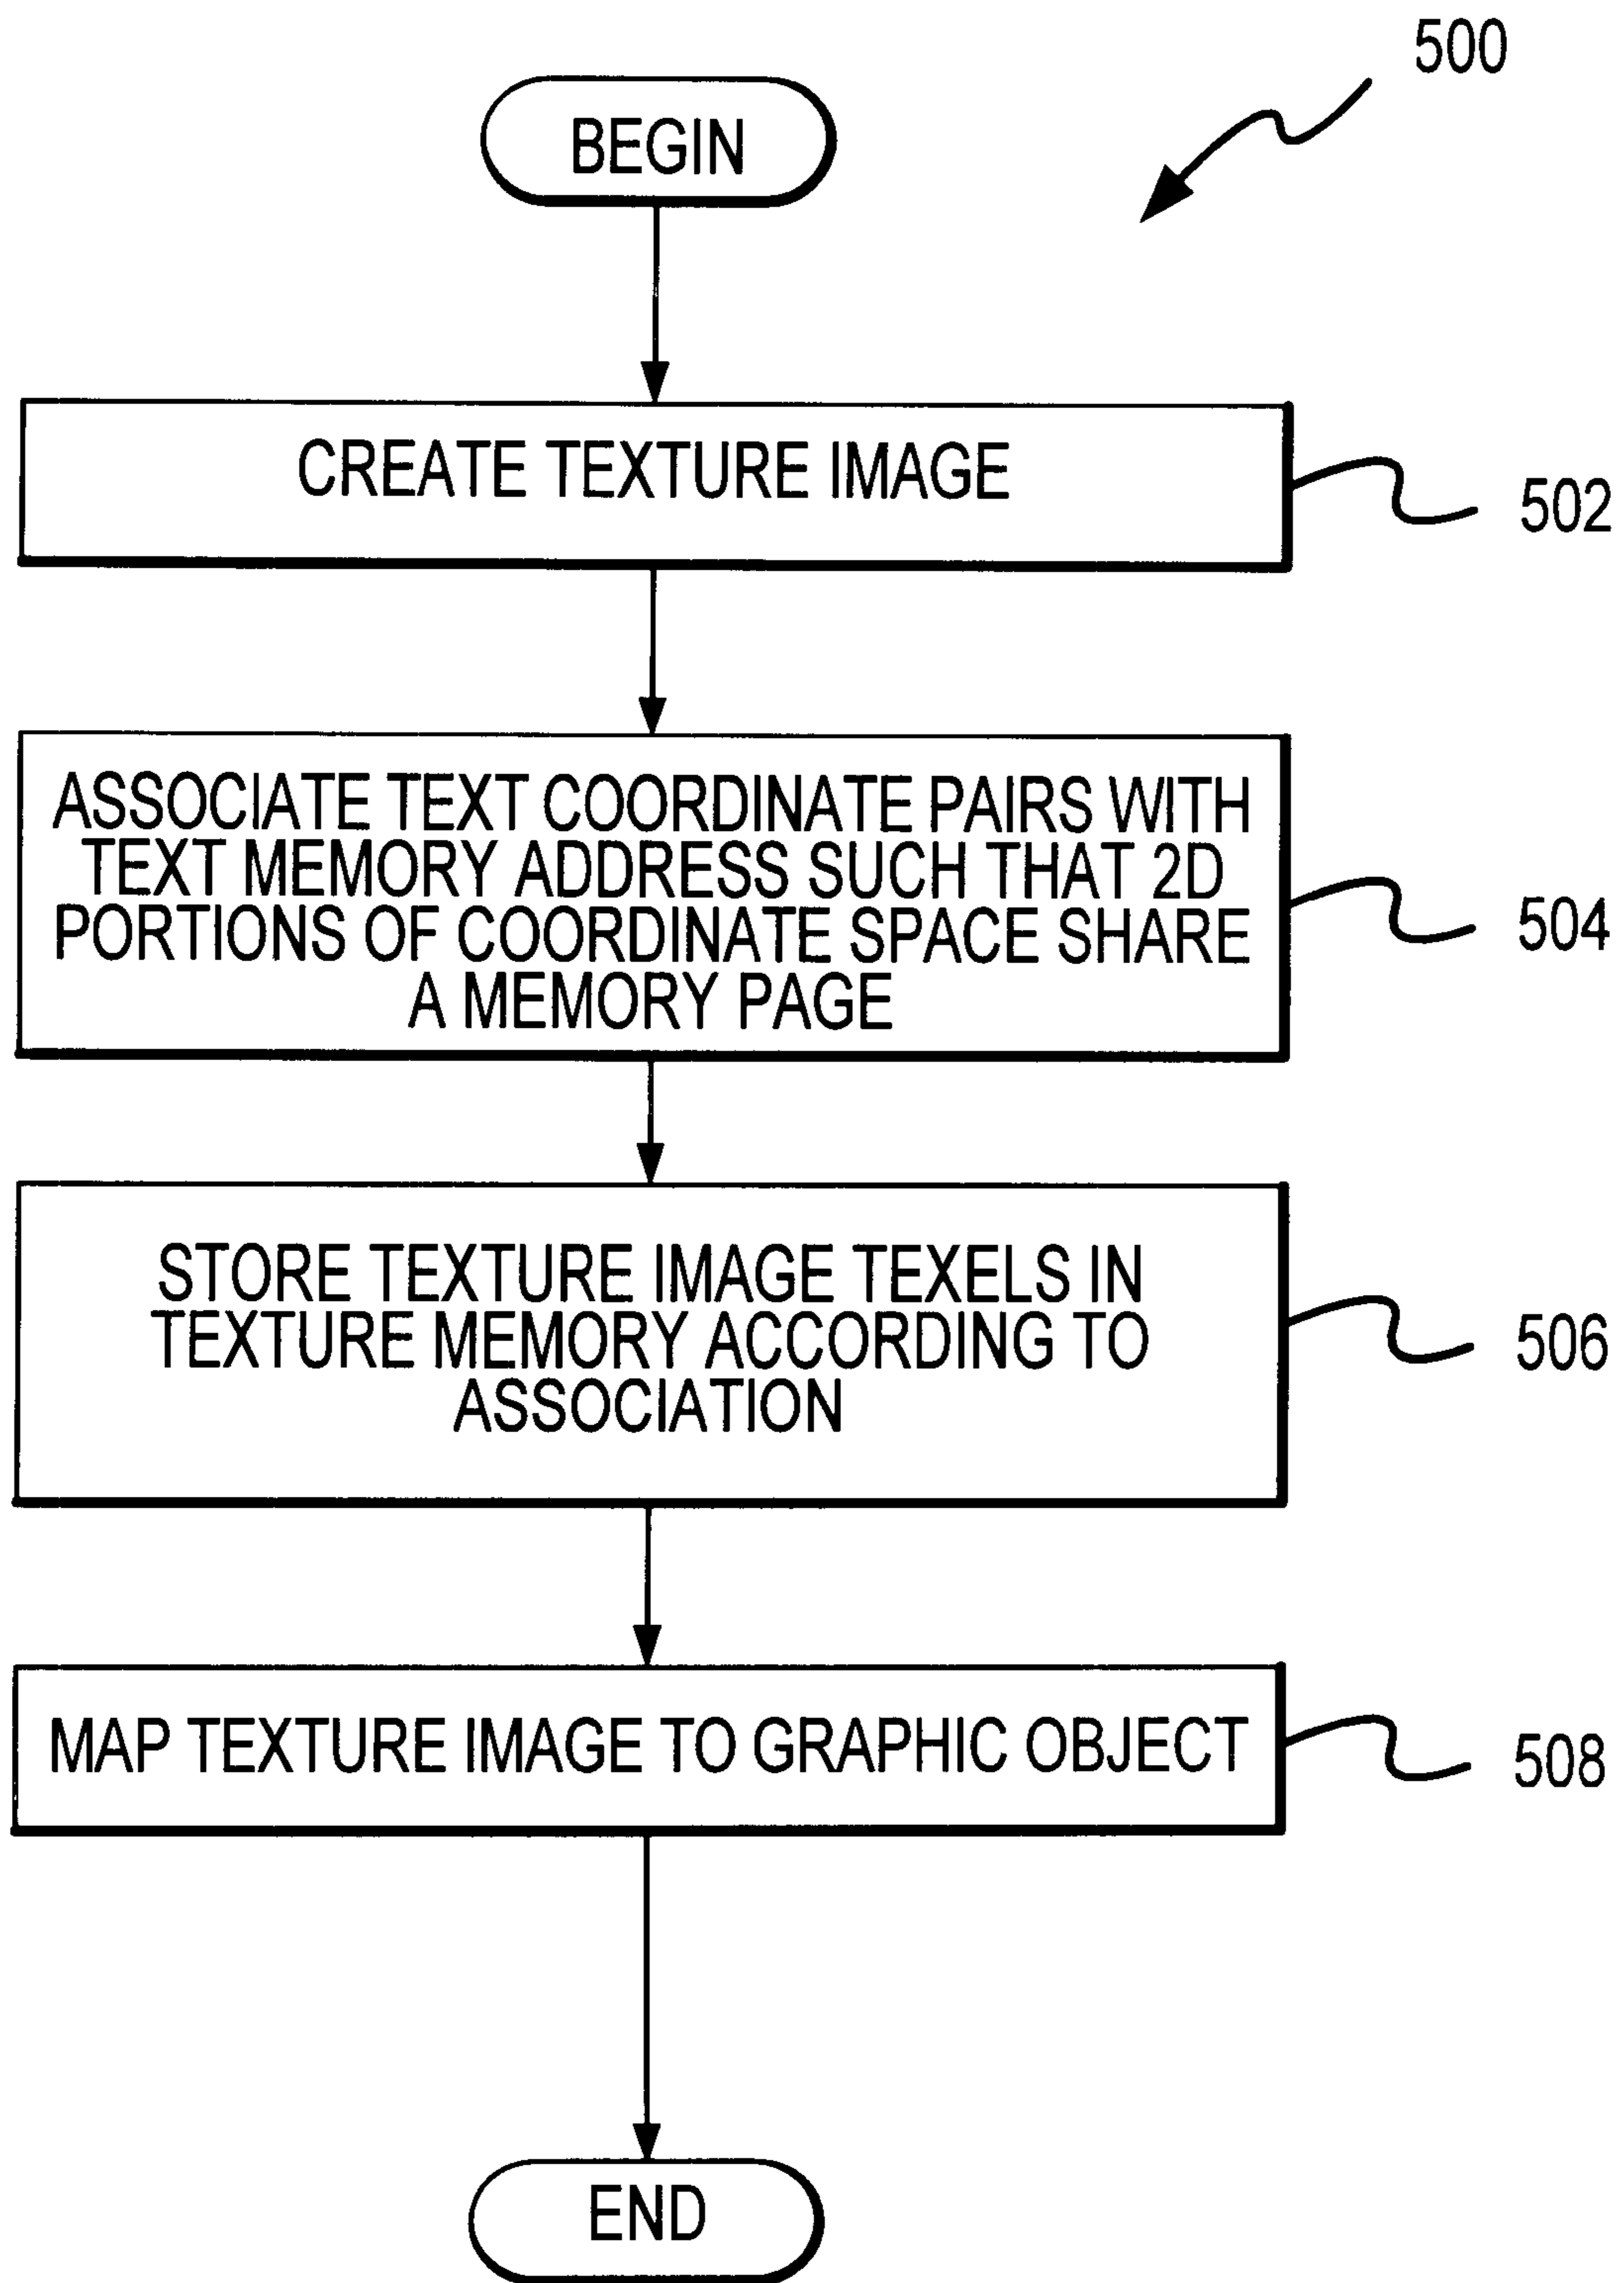 500
BEGIN
CREATE TEXTURE IMAGE
502
ASSOCIATE TEXT COORDINATE PAIRS WITH
TEXT MEMORY ADDRESS SUCH THAT 2D
PORTIONS OF COORDINATE SPACE SHARE
A MEMORY PAGE
504
STORE TEXTURE IMAGE TEXELS IN
TEXTURE MEMORY ACCORDING TO
ASSOCIATION
506
MAP TEXTURE IMAGE TO GRAPHIC OBJECT
508
END